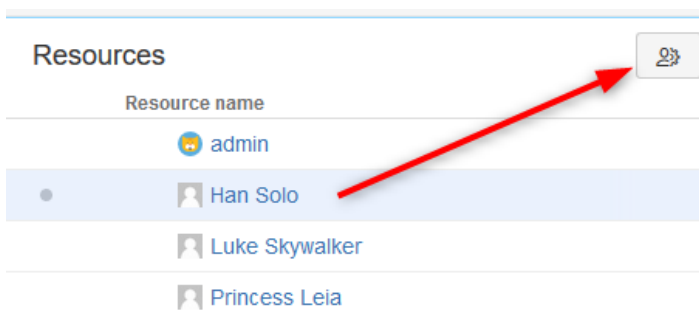 Resources
Resource name
admin
Han Solo
Luke Skywalker
Princess Leia